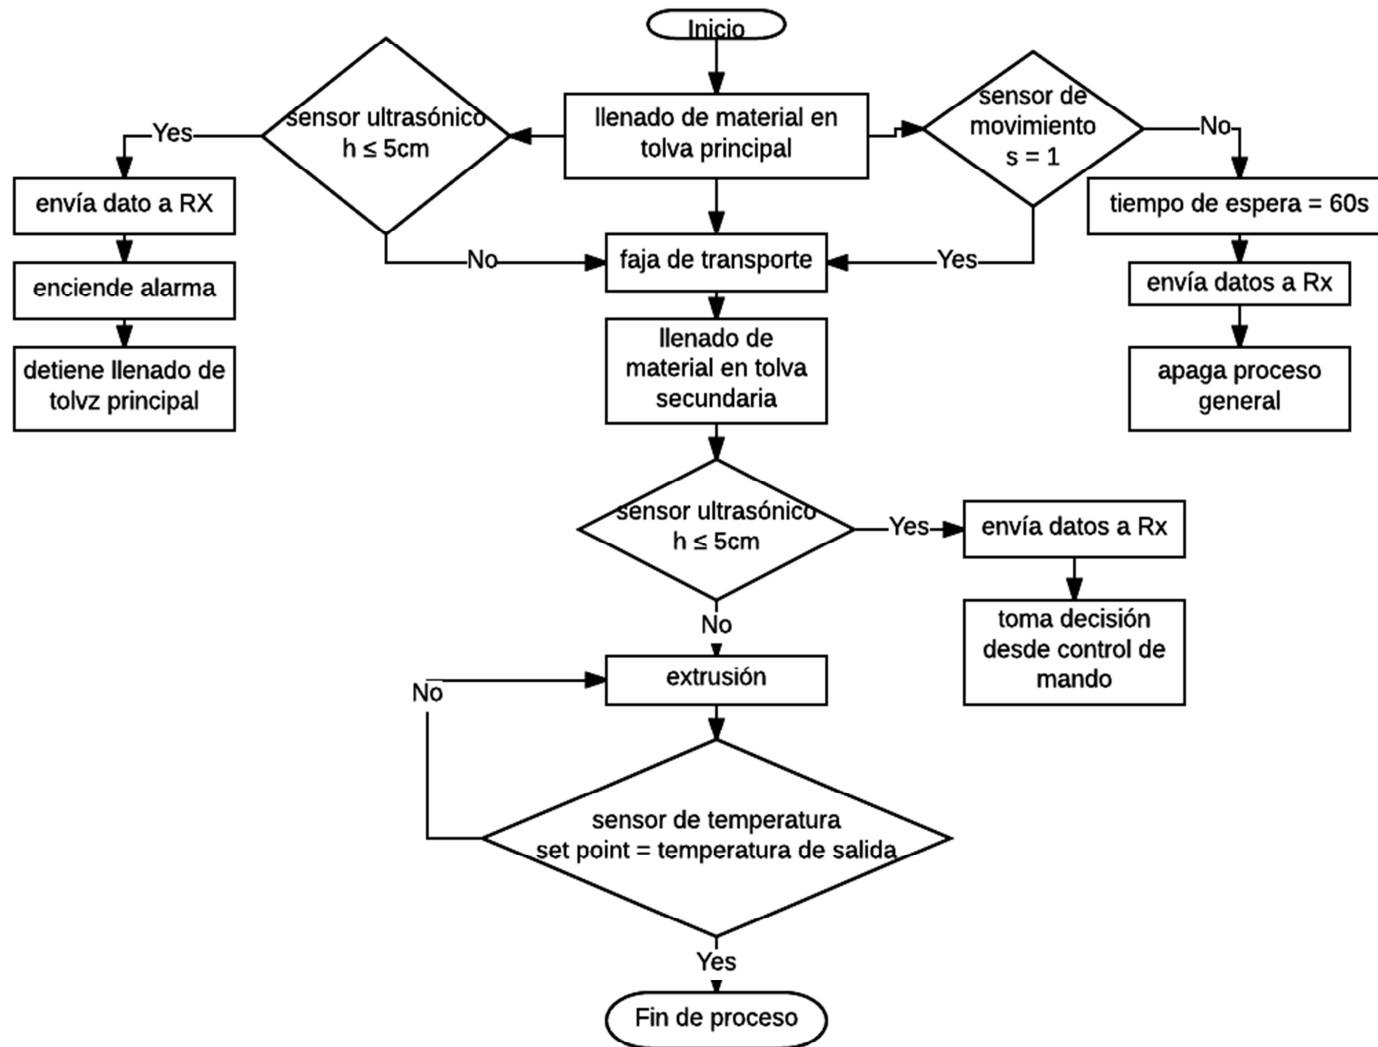 Inicio
sensor ultrasónico
h ≤ 5cm
llenado de material en
tolva principal
sensor de
movimiento
s = 1
Yes
No
envía dato a RX
tiempo de espera = 60s
No
faja de transporte
Yes
enciende alarma
envía datos a Rx
detiene llenado de
tolvz principal
llenado de
material en tolva
secundaria
apaga proceso
general
sensor ultrasónico
h ≤ 5cm
Yes
envía datos a Rx
No
toma decisión
desde control de
mando
extrusión
No
sensor de temperatura
set point = temperatura de salida
Yes
Fin de proceso